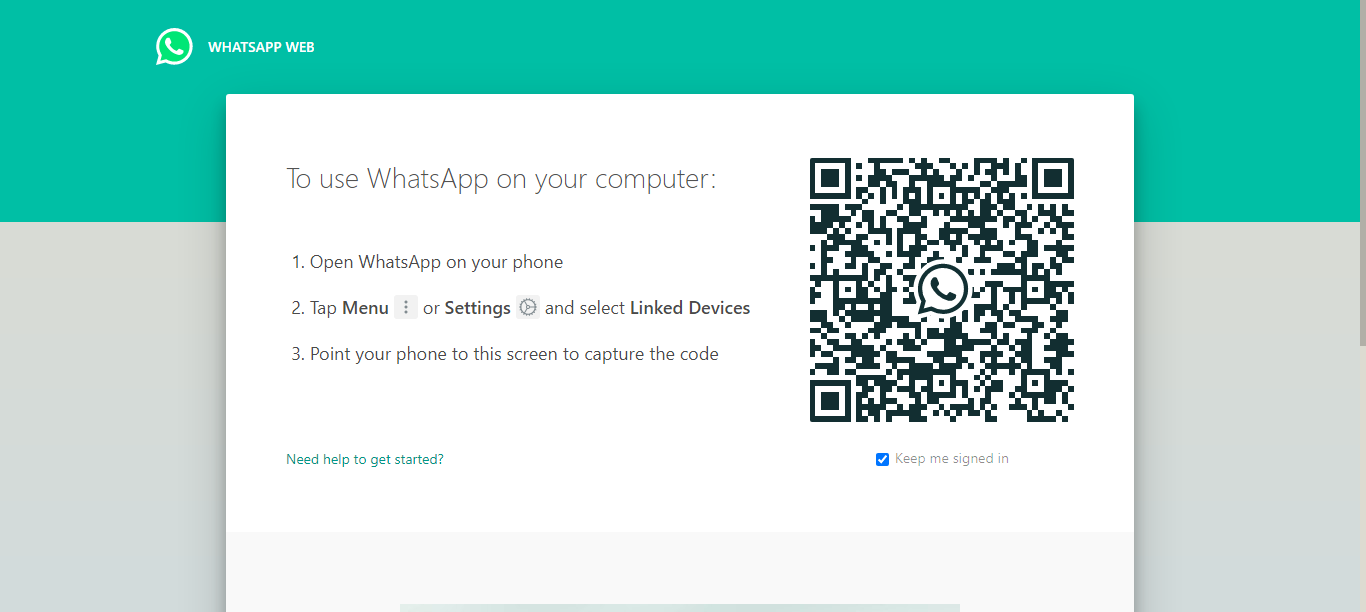 WHATSAPP WEB
To use WhatsApp on your computer:
1. Open WhatsApp on your phone
2. Tap Menu or Settings and select Linked Devices
3. Point your phone to this screen to capture the code
Need help to get started?
Keep me signed in